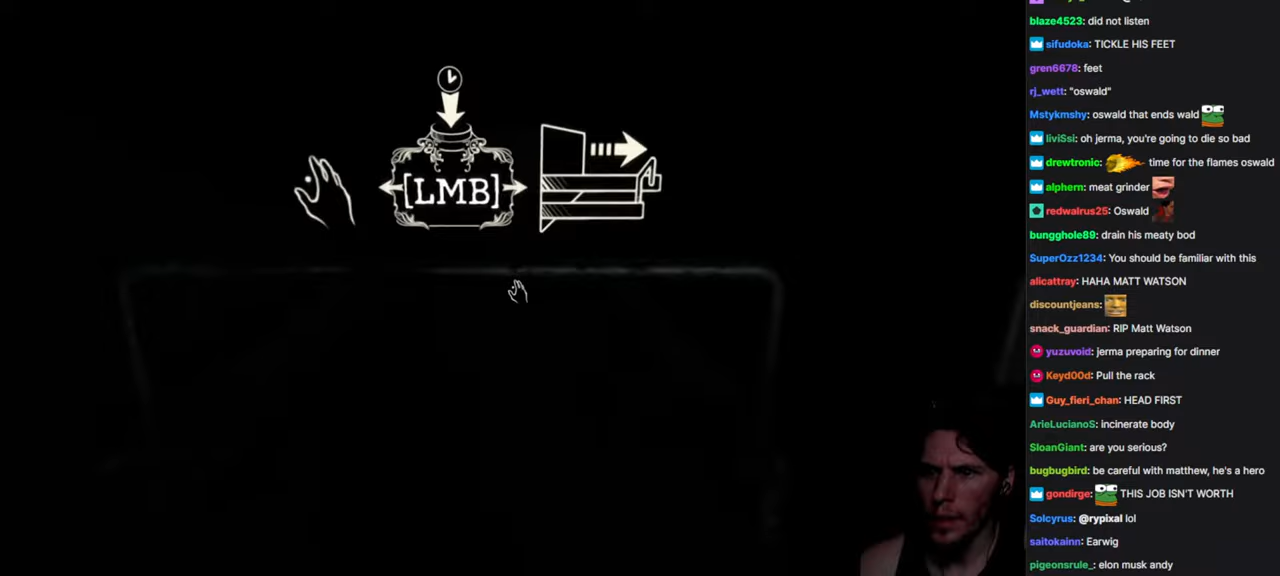 [LMB]
blaze4523: did not listen
sifudoka: TICKLE HIS FEET
gren6678: feet
rj_wett: "oswald"
Mstykmshy: oswald that ends wald
liviSsi: oh jerma, you're going to die so bad
drewtronic: time for the flames oswald
alphern: meat grinder
redwalrus25: Oswald
bungghole89: drain his meaty bod
SuperOzz1234: You should be familiar with this
alicattray: HAHA MATT WATSON
discountjeans:
snack_guardian: RIP Matt Watson
yuzuvoid: jerma preparing for dinner
Keyd00d: Pull the rack
Guy_fieri_chan: HEAD FIRST
ArieLucianoS: incinerate body
SloanGiant: are you serious?
bugbugbird: be careful with matthew, he's a hero
gondirge: THIS JOB ISN'T WORTH
Solcyrus: @rypixal lol
saitokainn: Earwig
pigeonsrule_: elon musk andy